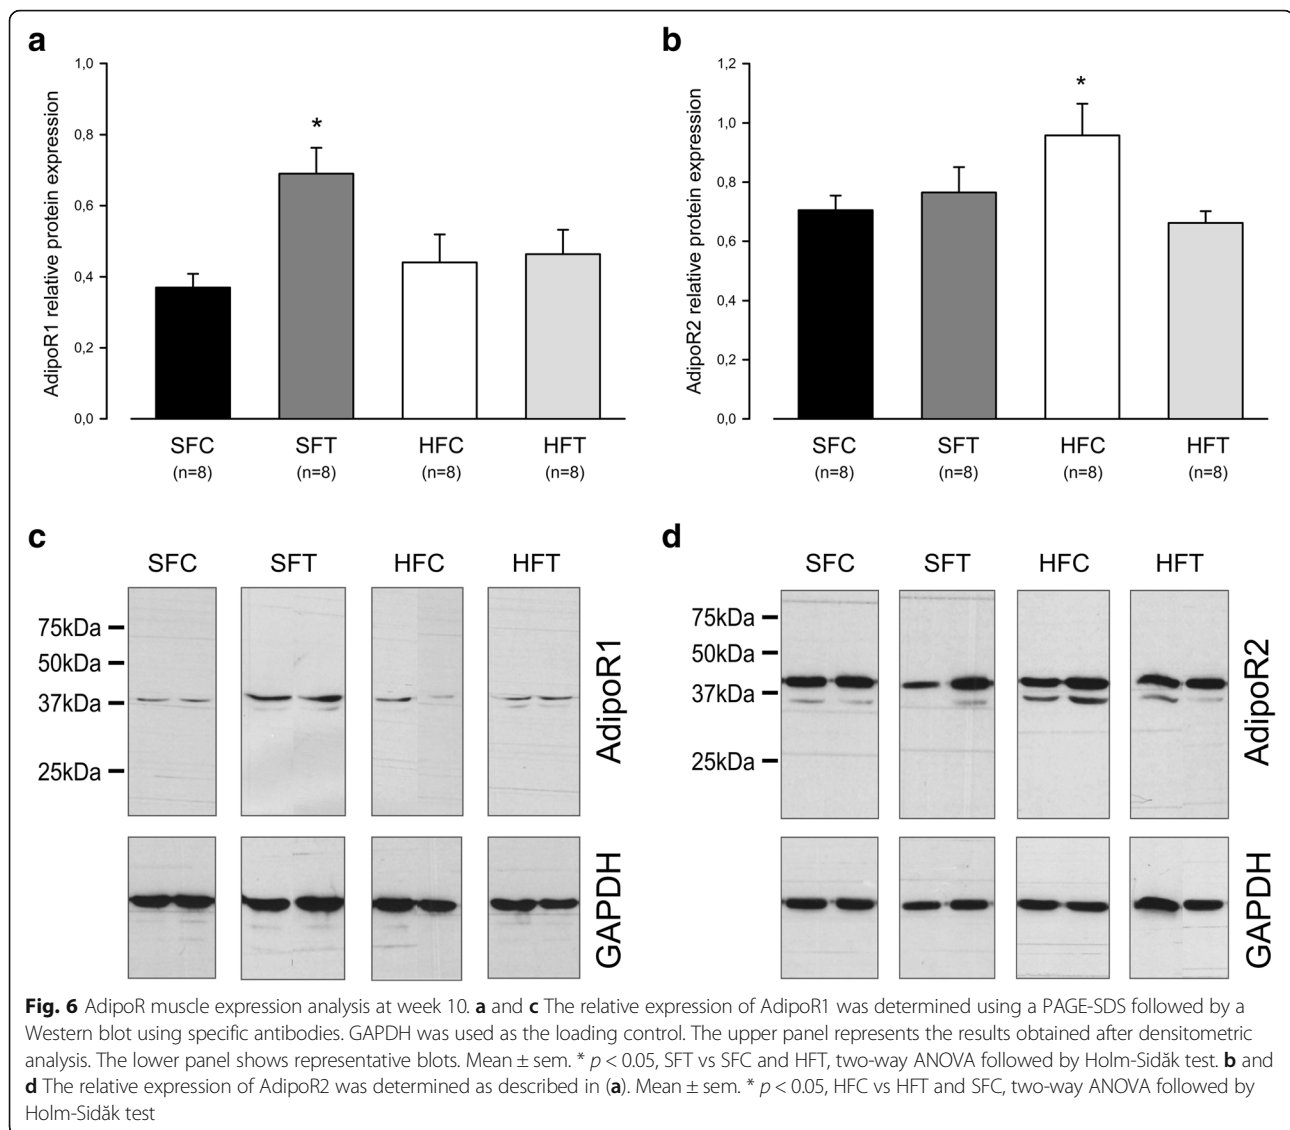 a
1,0
0,8
0,6
0,4
0,2
0,0
AdipoR1 relative protein expression
*
SFC
SFT
HFC
HFT
(n=8)
(n=8)
(n=8)
(n=8)
b
1,2
1,0
0,8
0,6
0,4
0,2
0,0
AdipoR2 relative protein expression
*
SFC
SFT
HFC
HFT
(n=8)
(n=8)
(n=8)
(n=8)
c
SFC
SFT
HFC
HFT
75kDa
50kDa
37kDa
25kDa
AdipoR1
GAPDH
d
SFC
SFT
HFC
HFT
75kDa
50kDa
37kDa
25kDa
AdipoR2
GAPDH
Fig. 6 AdipoR muscle expression analysis at week 10. a and c The relative expression of AdipoR1 was determined using a PAGE-SDS followed by a
Western blot using specific antibodies. GAPDH was used as the loading control. The upper panel represents the results obtained after densitometric
analysis. The lower panel shows representative blots. Mean ± sem. * p < 0.05, SFT vs SFC and HFT, two-way ANOVA followed by Holm-Sidăk test. b and
d The relative expression of AdipoR2 was determined as described in (a). Mean ± sem. * p < 0.05, HFC vs HFT and SFC, two-way ANOVA followed by
Holm-Sidăk test